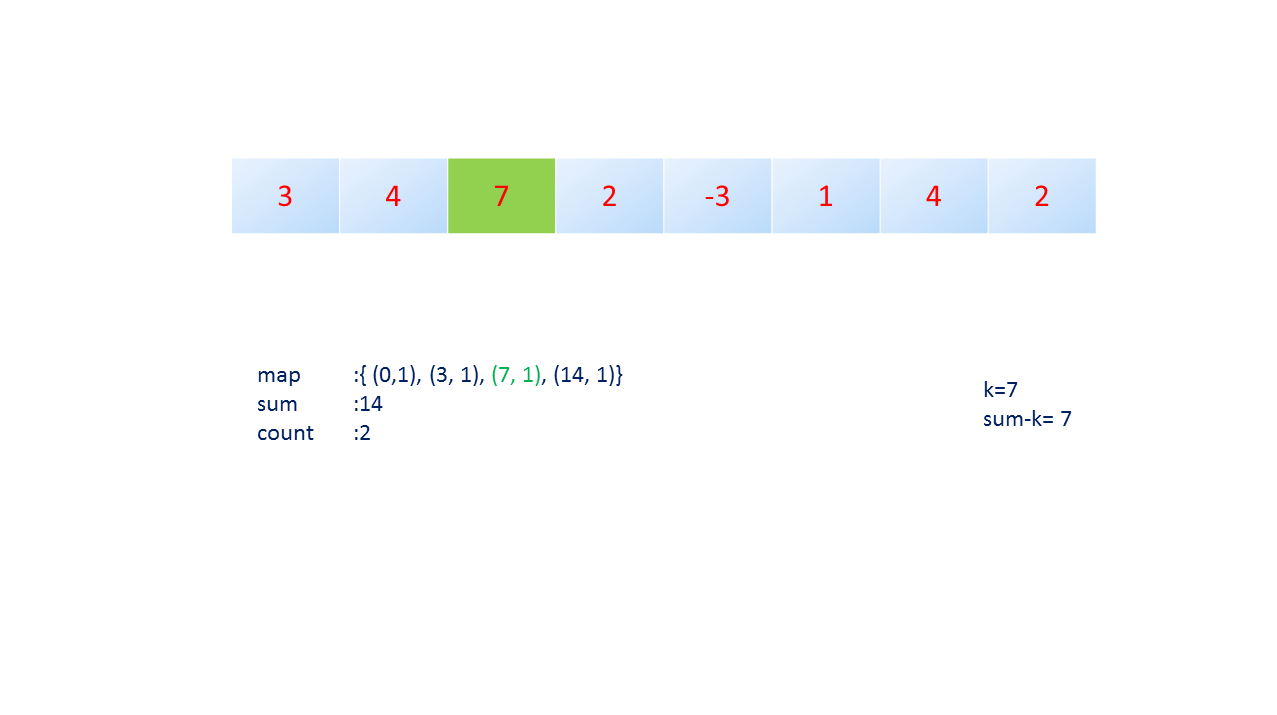 3 4 7 2 -3 1 4 2
map :{ (0,1), (3, 1), (7, 1), (14, 1)}
sum :14
count :2
k=7
sum-k= 7